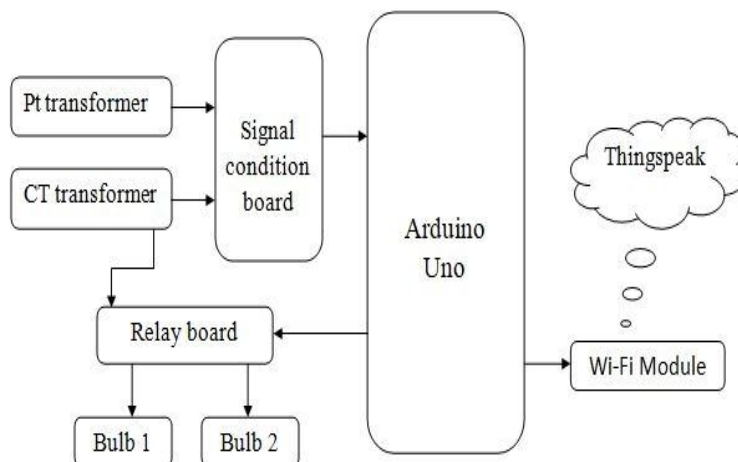 Pt transformer
CT transformer
Signal
condition
board
Arduino
Uno
Thingspeak
Wi-Fi Module
Relay board
Bulb 1
Bulb 2